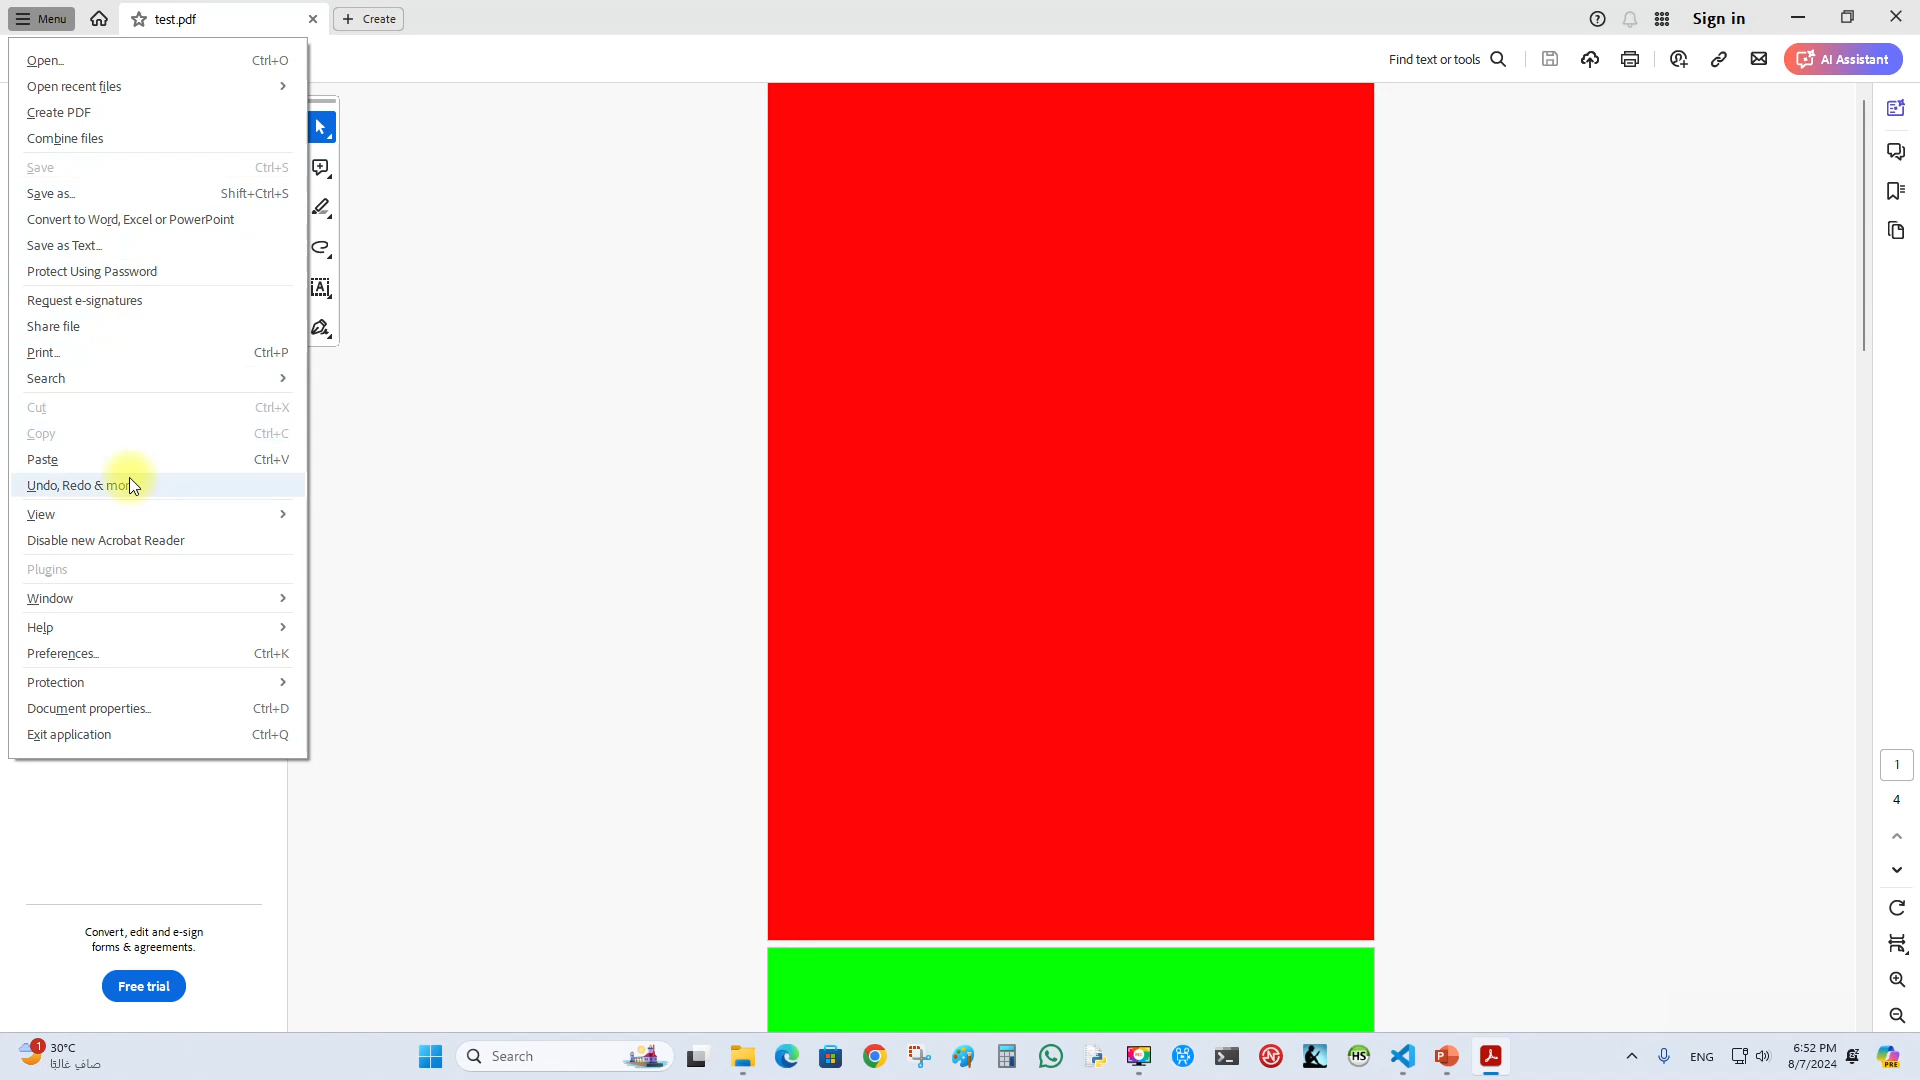 Menu
test.pdf
Create
Sign in
Open... Ctrl+O
Open recent files
Create PDF
Combine files
Save Ctrl+S
Save as... Shift+Ctrl+S
Convert to Word, Excel or PowerPoint
Save as Text...
Protect Using Password
Request e-signatures
Share file
Print... Ctrl+P
Search
Cut Ctrl+X
Copy Ctrl+C
Paste Ctrl+V
Undo, Redo & more
View
Disable new Acrobat Reader
Plugins
Window
Help
Preferences... Ctrl+K
Protection
Document properties... Ctrl+D
Exit application Ctrl+Q
Find text or tools
AI Assistant
1
4
Convert, edit and e-sign
forms & agreements.
Free trial
1
30°C
صافٍ غالبًا
Search
HS
PRE
ENG
6:52 PM
8/7/2024